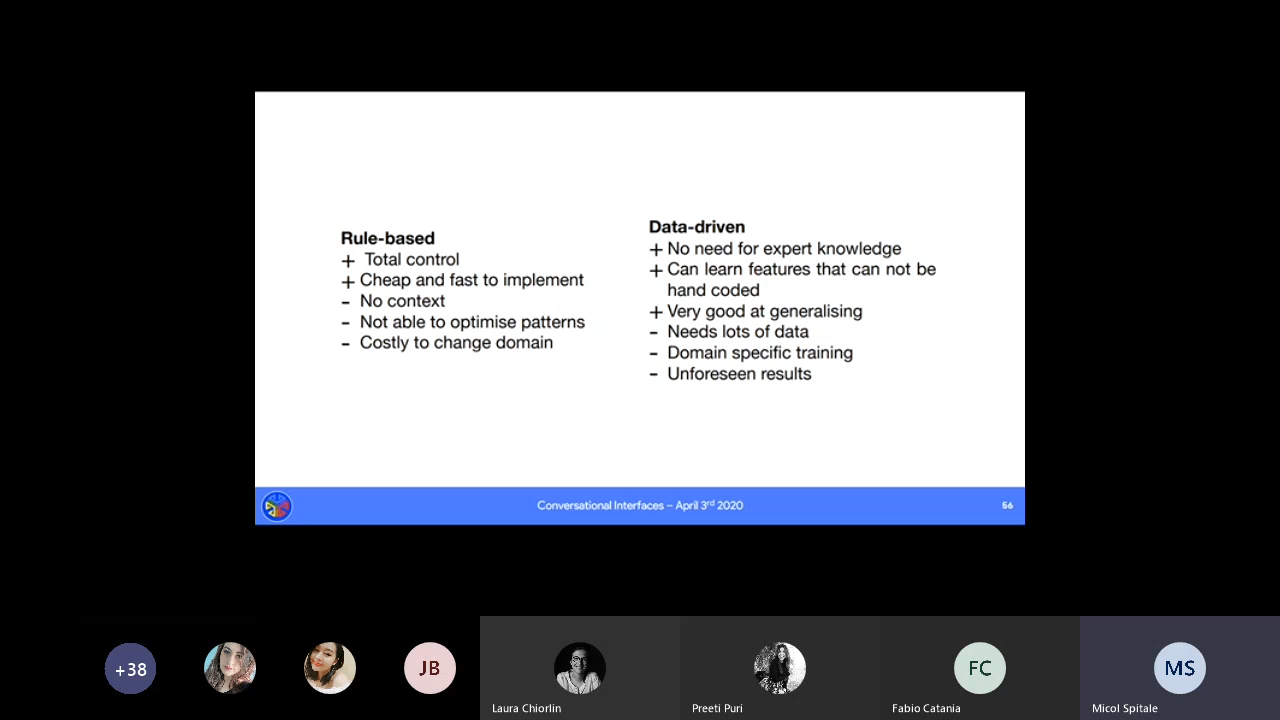 Rule-based
+ Total control
+ Cheap and fast to implement
- No context
- Not able to optimise patterns
- Costly to change domain
Data-driven
+ No need for expert knowledge
+ Can learn features that can not be
hand coded
+ Very good at generalising
- Needs lots of data
- Domain specific training
- Unforeseen results
Conversational Interfaces – April 3rd 2020
56
+38
JB
FC
MS
Laura Chiorlin
Preeti Puri
Fabio Catania
Micol Spitale